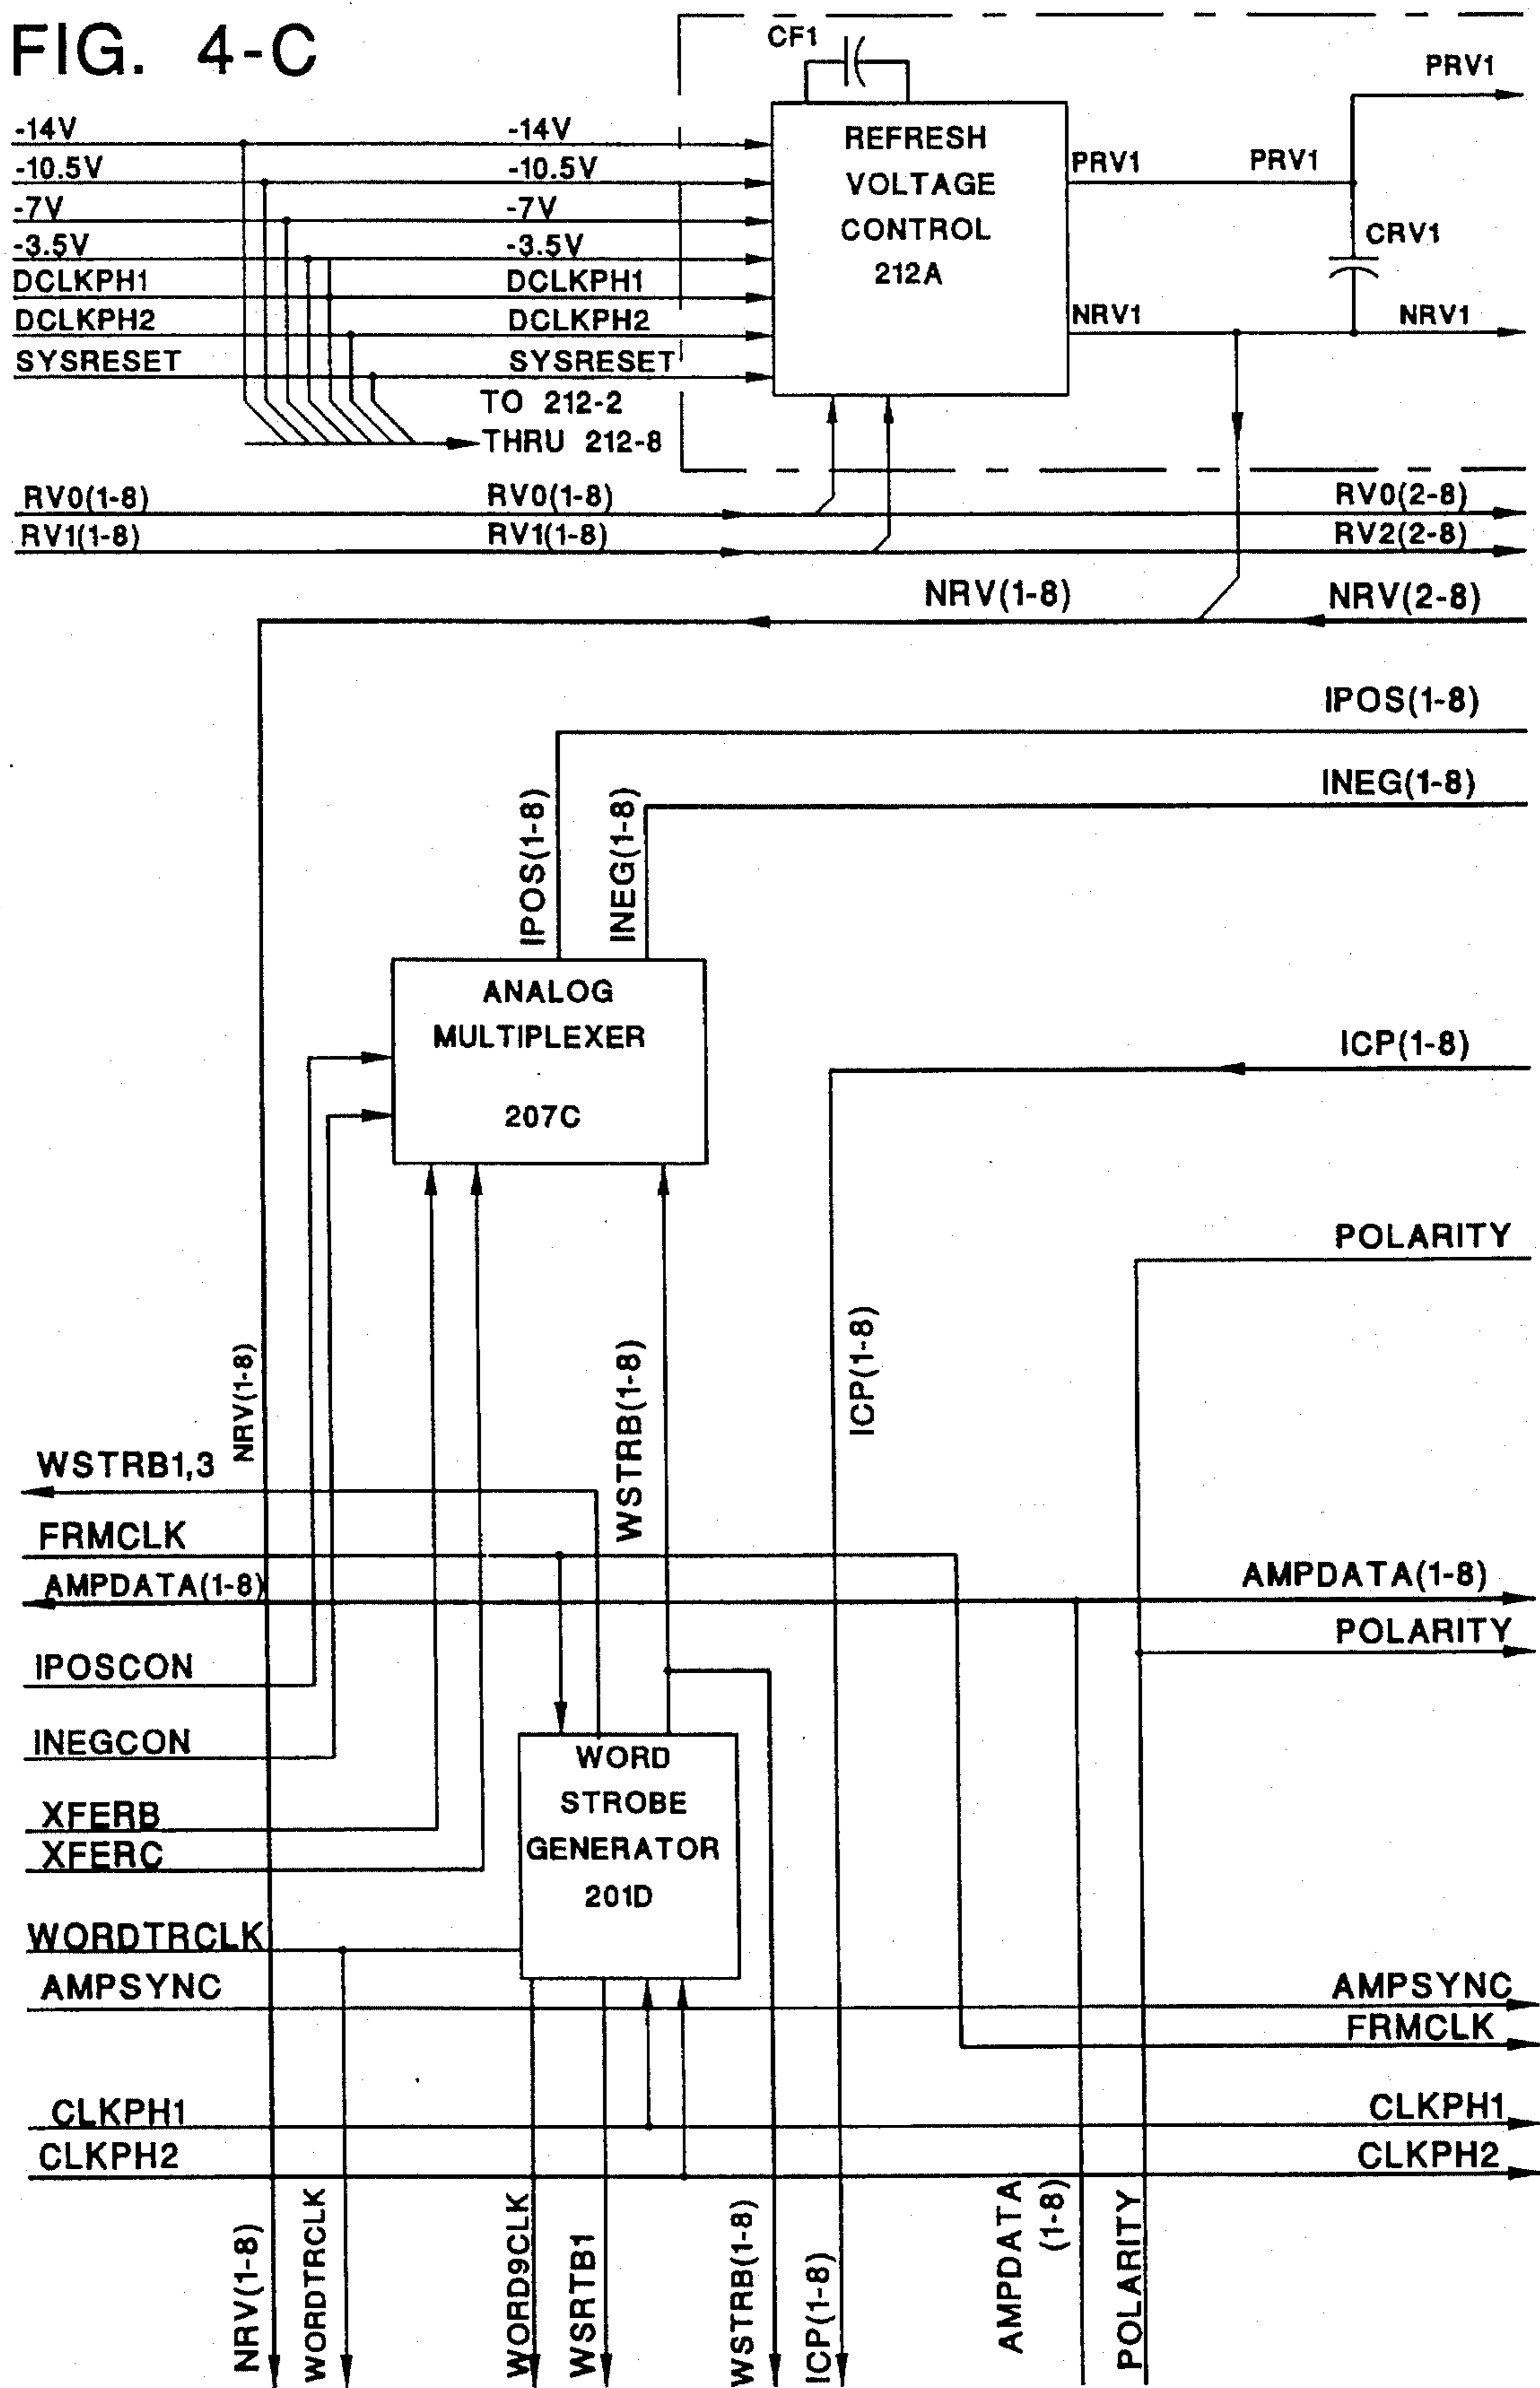 FIG. 4-C
CF1
PRV1
-14V
-14V
REFRESH
VOLTAGE
CONTROL
212A
-10.5V
-10.5V
PRV1
PRV1
-7V
-7V
-3.5V
-3.5V
CRV1
DCLKPH1
DCLKPH1
DCLKPH2
DCLKPH2
NRV1
NRV1
SYSRESET
SYSRESET
TO 212-2
THRU 212-8
RV0(1-8)
RV0(1-8)
RV0(2-8)
RV1(1-8)
RV1(1-8)
RV2(2-8)
NRV(1-8)
NRV(2-8)
IPOS(1-8)
INEG(1-8)
IPOS(1-8)
INEG(1-8)
ANALOG
MULTIPLEXER
207C
ICP(1-8)
POLARITY
NRV(1-8)
WSTRB(1-8)
ICP(1-8)
WSTRB1,3
FRMCLK
AMPDATA(1-8)
AMPDATA(1-8)
POLARITY
IPOSCON
INEGCON
WORD
STROBE
GENERATOR
201D
XFERB
XFERC
WORDTRCLK
AMPSYNC
AMPSYNC
FRMCLK
CLKPH1
CLKPH1
CLKPH2
CLKPH2
NRV(1-8)
WORDTRCLK
WORD9CLK
WSRTB1
WSTRB(1-8)
ICP(1-8)
AMPDATA
(1-8)
POLARITY